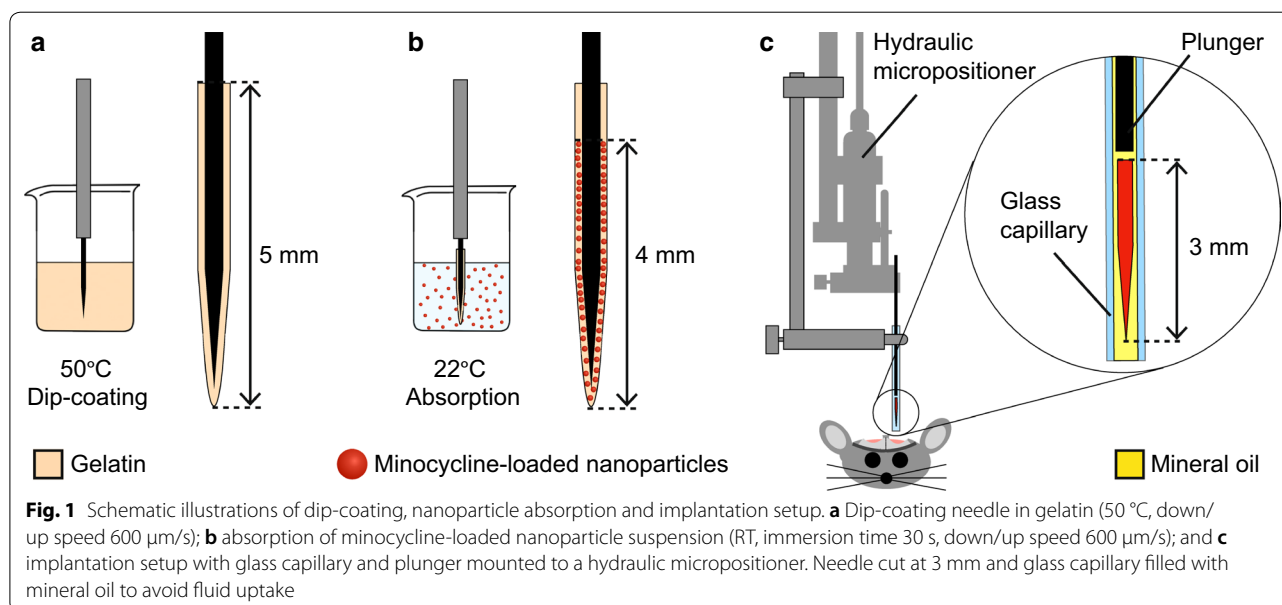 a
b
c
Hydraulic
micropositioner
Plunger
Glass
capillary
5 mm
4 mm
3 mm
50°C
Dip-coating
22°C
Absorption
Gelatin
Minocycline-loaded nanoparticles
Mineral oil
Fig. 1 Schematic illustrations of dip-coating, nanoparticle absorption and implantation setup. a Dip-coating needle in gelatin (50 °C, down/
up speed 600 μm/s); b absorption of minocycline-loaded nanoparticle suspension (RT, immersion time 30 s, down/up speed 600 μm/s); and c
implantation setup with glass capillary and plunger mounted to a hydraulic micropositioner. Needle cut at 3 mm and glass capillary filled with
mineral oil to avoid fluid uptake